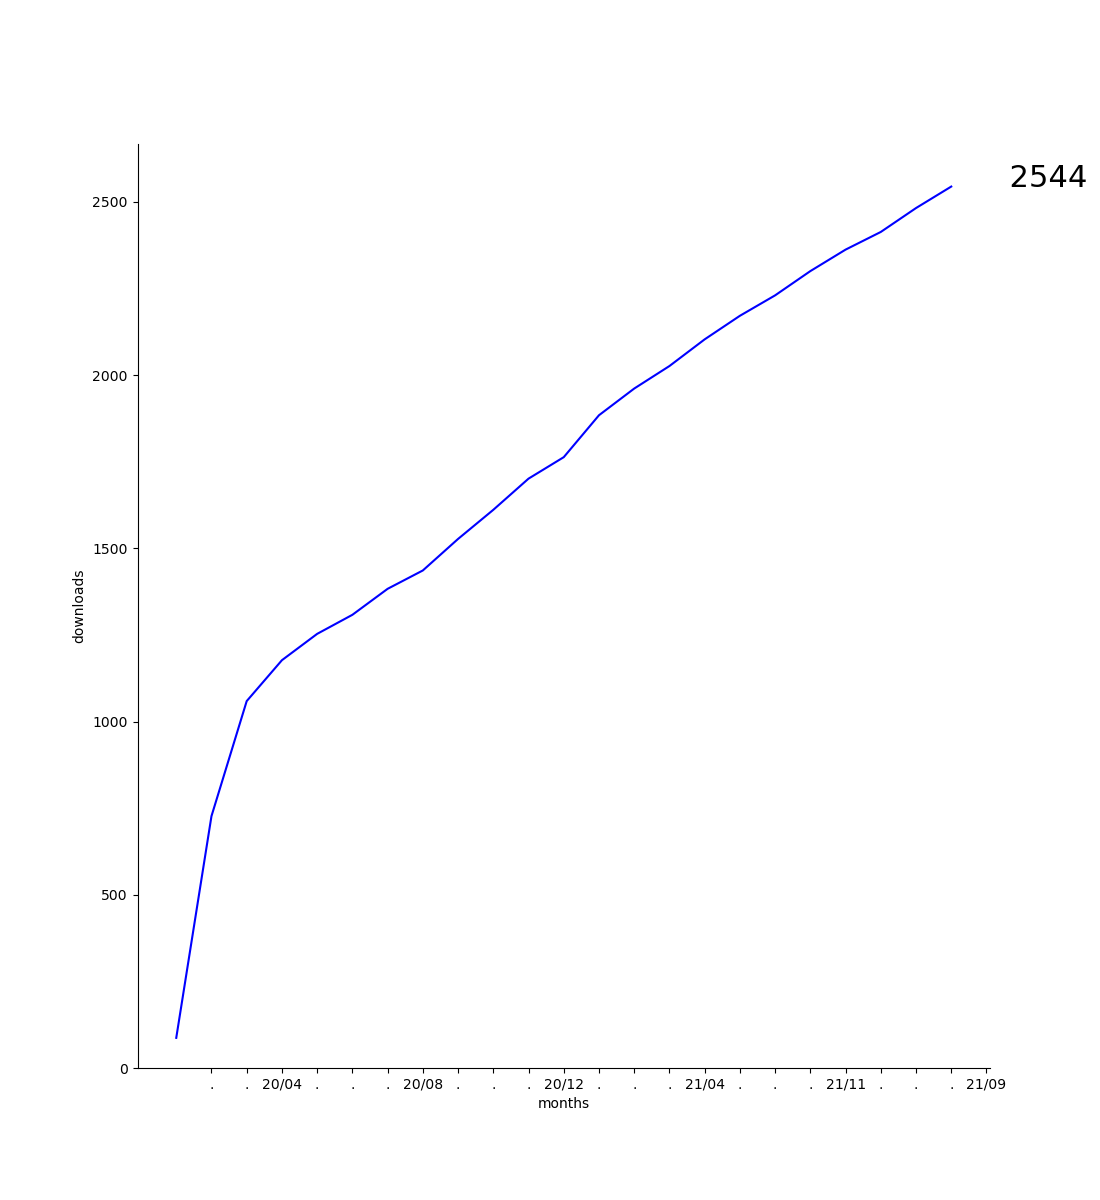 2544
2500
2000
1500
1000
500
0
downloads
. . 20/04 . . . 20/08 . . . 20/12 . . . 21/04 . . . 21/11 . . . 21/09
months